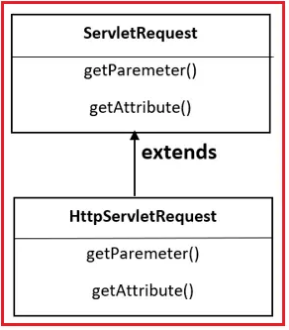 ServletRequest
getParemeter()
getAttribute()
extends
HttpServletRequest
getParemeter()
getAttribute()